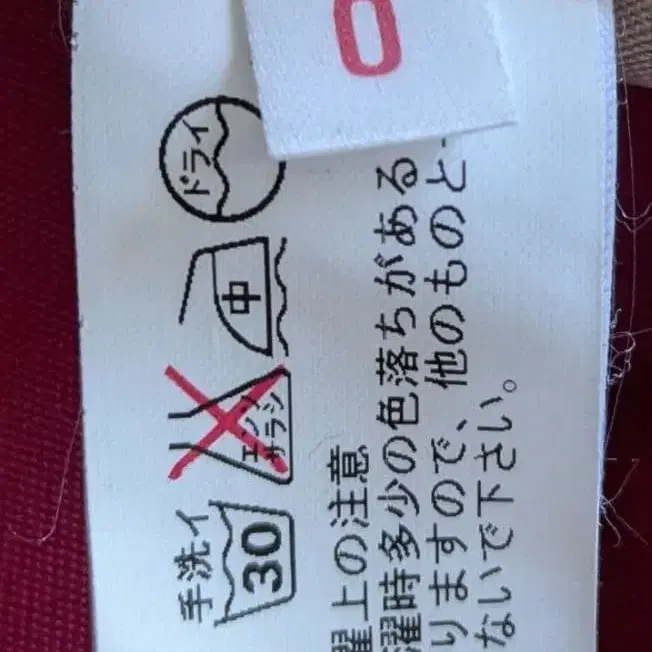 手洗イ
30
エンソ
サラシ
中
ドライ
0
濯上の注意
濯時多少の色落ちがある
りますので、他のものと
ないで下さい。